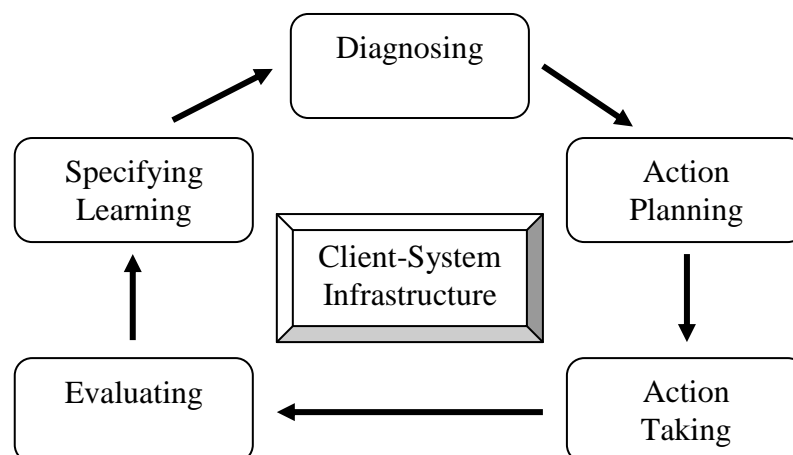 Diagnosing
Specifying
Learning
Action
Planning
Client-System
Infrastructure
Evaluating
Action
Taking